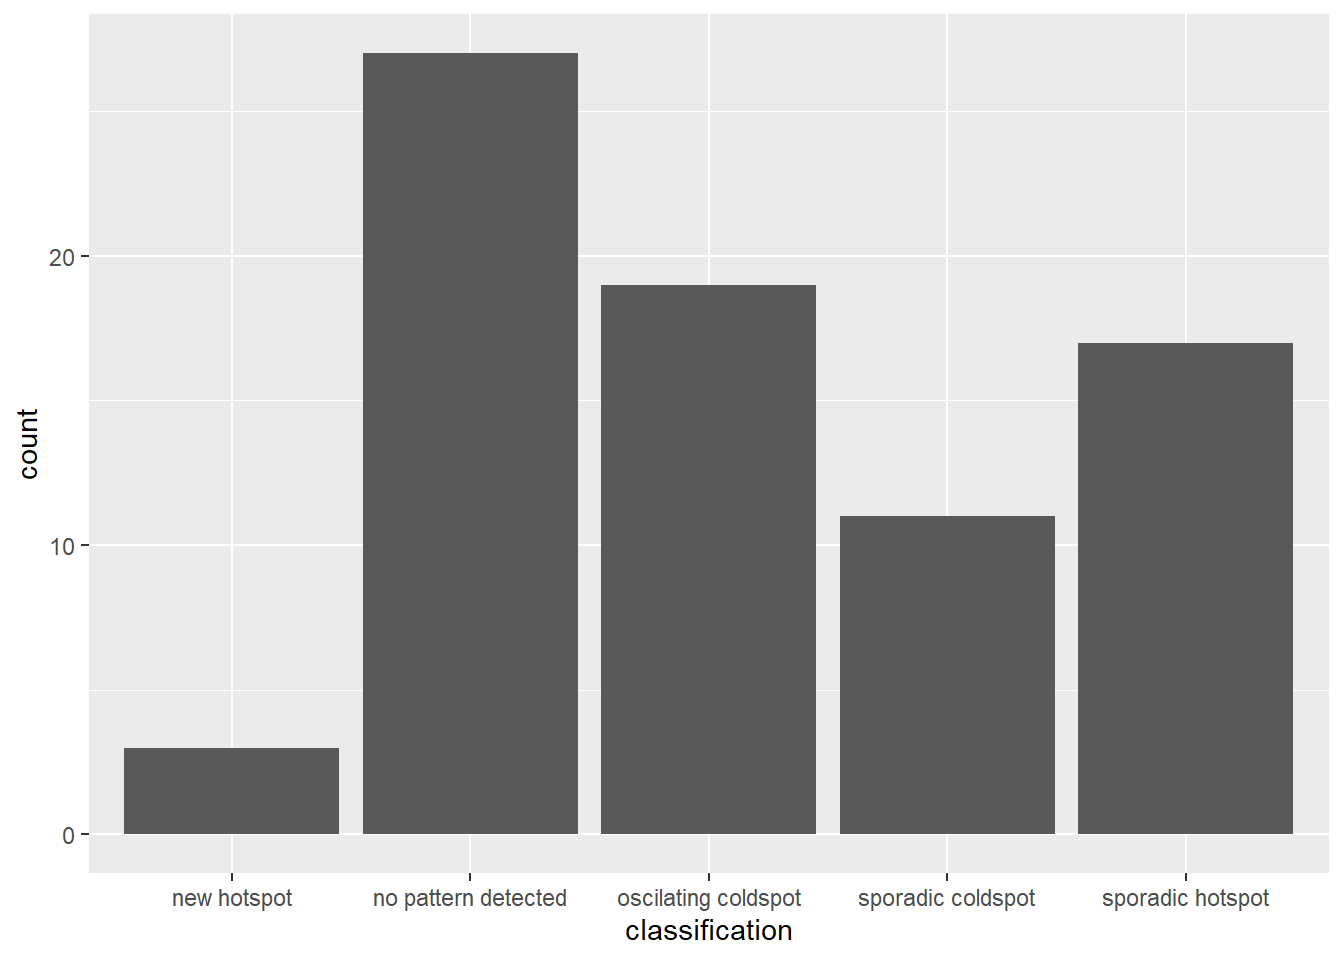 count
20
10
0
new hotspot
no pattern detected
oscilating coldspot
sporadic coldspot
sporadic hotspot
classification